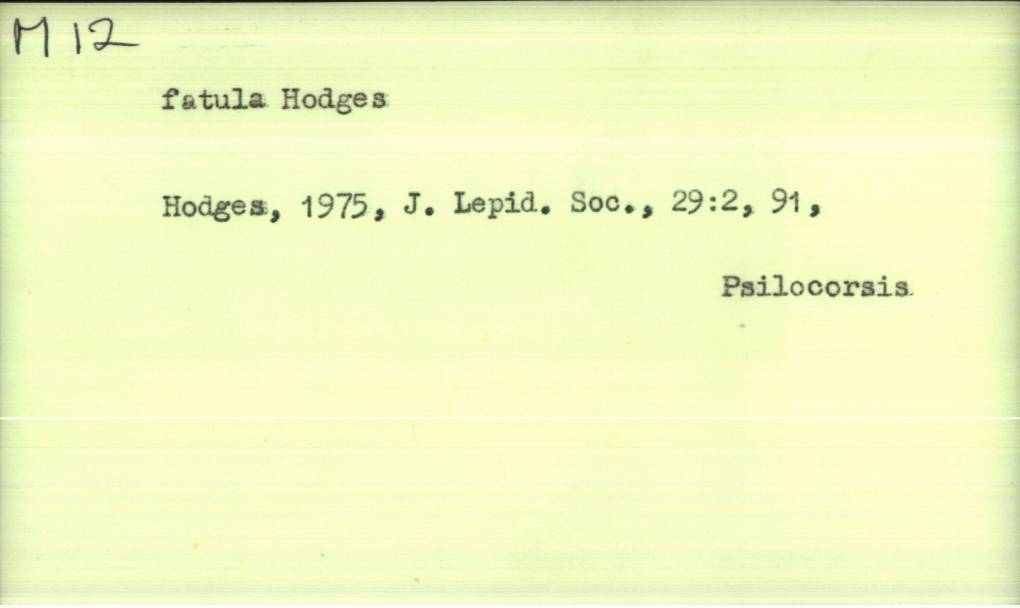 M 12
fatula Hodges
Hodges, 1975, J. Lepid. Soc., 29:2, 91,
Psilocorsis